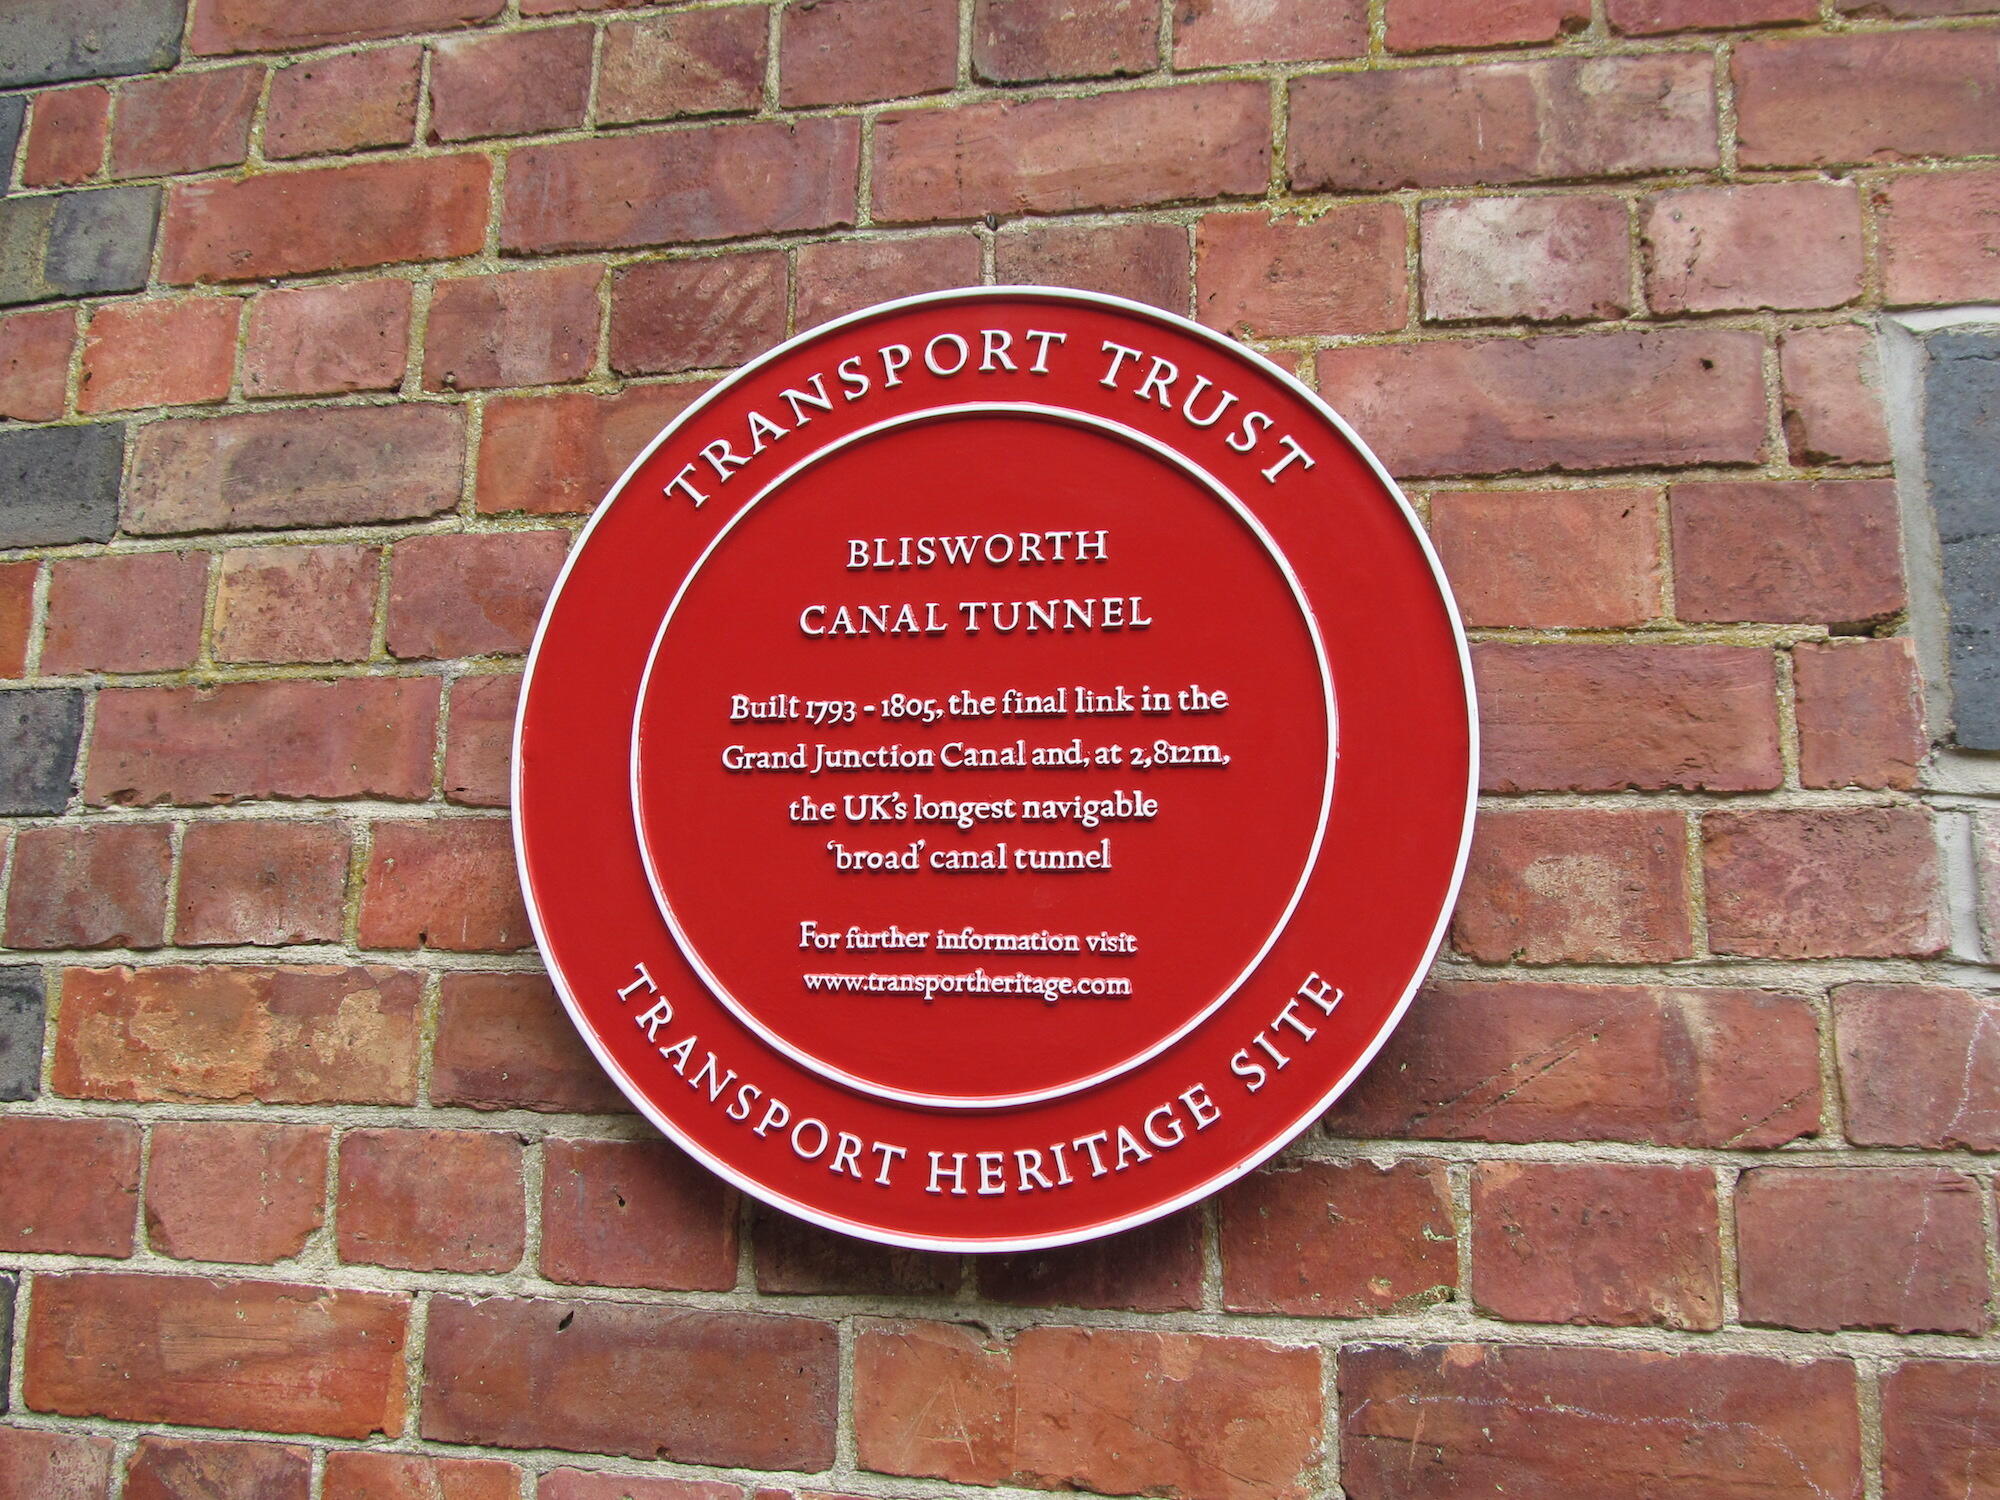 TRANSPORT TRUST
BLISWORTH
CANAL TUNNEL
Built 1793 - 1805, the final link in the
Grand Junction Canal and, at 2,812m,
the UK's longest navigable
‘broad’ canal tunnel
For further information visit
www.transportheritage.com
TRANSPORT HERITAGE SITE